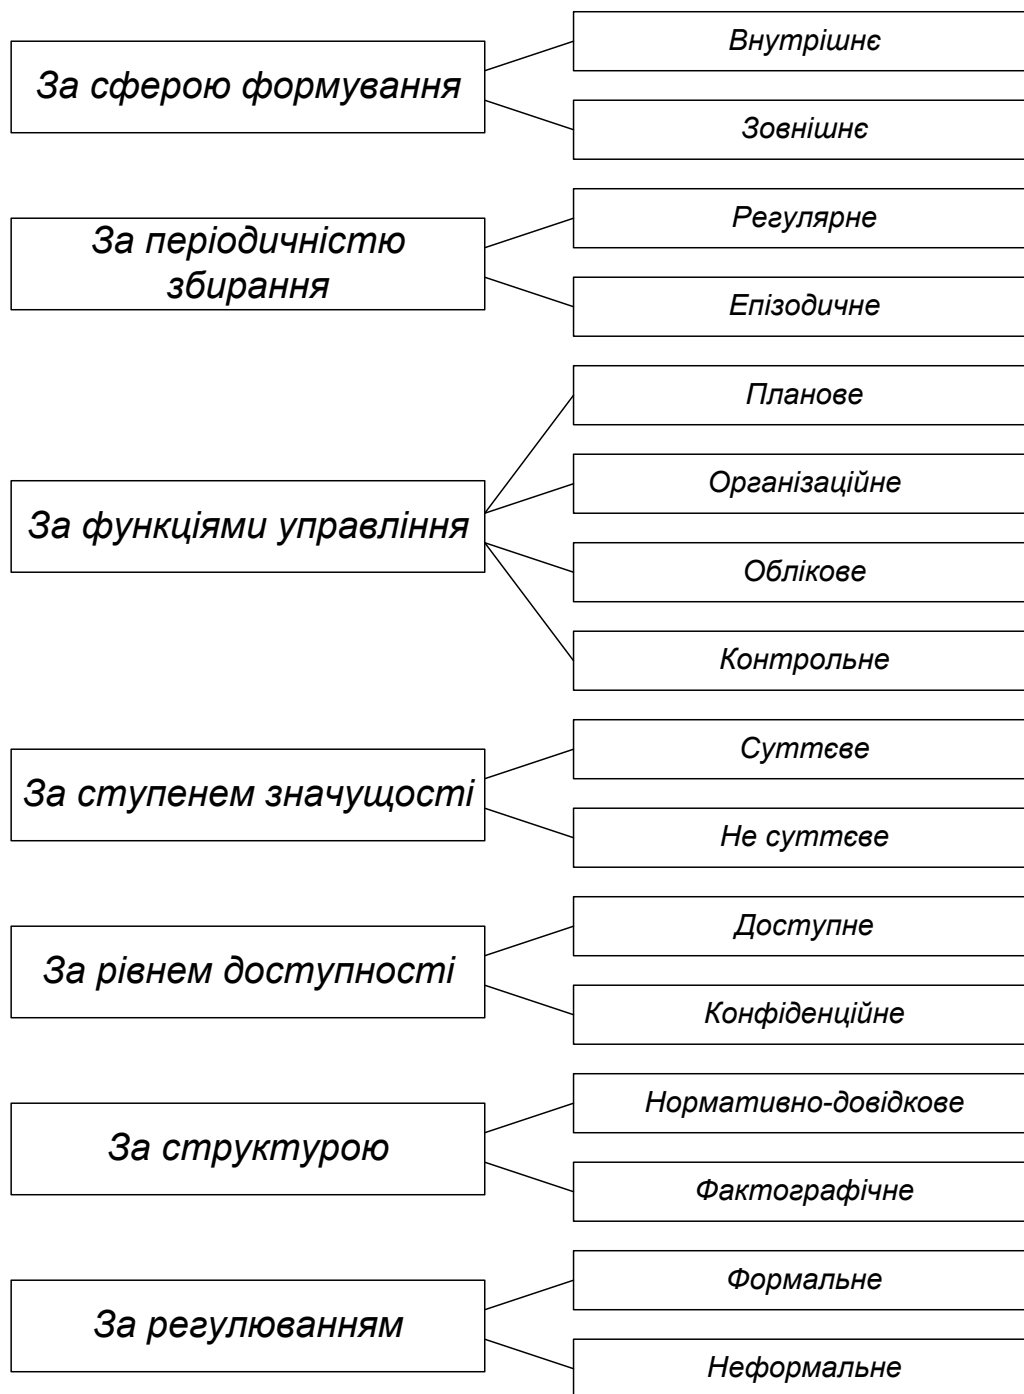 За сферою формування
Внутрішнє
Зовнішнє
За періодичністю
збирання
Регулярне
Епізодичне
За функціями управління
Планове
Організаційне
Облікове
Контрольне
За ступенем значущості
Суттєве
Не суттєве
За рівнем доступності
Доступне
Конфіденційне
За структурою
Нормативно-довідкове
Фактографічне
За регулюванням
Формальне
Неформальне